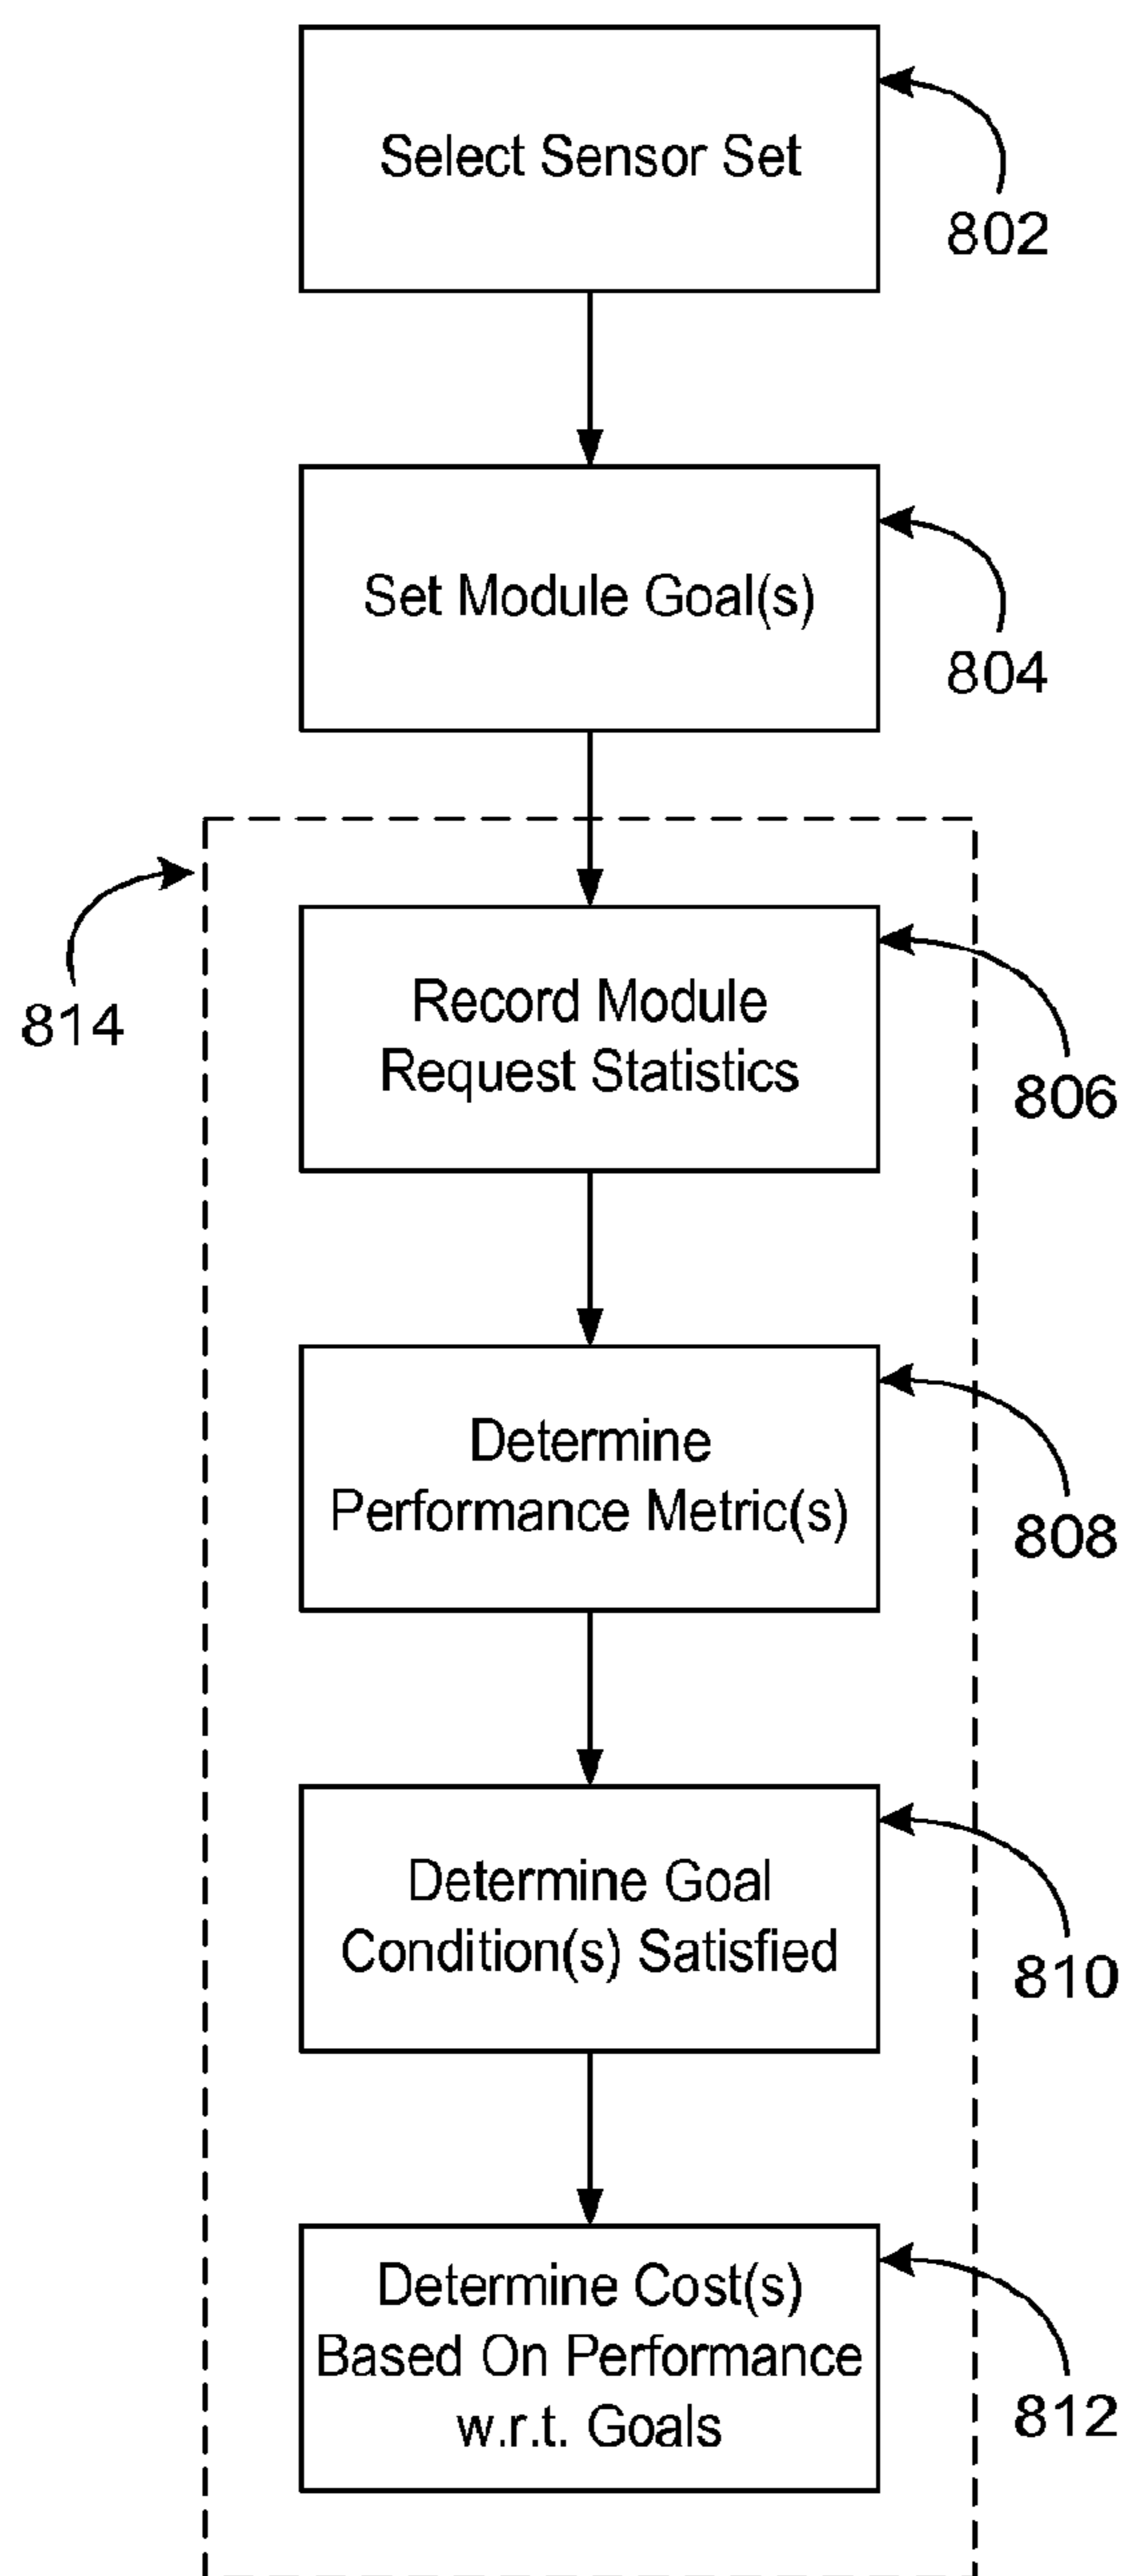 Select Sensor Set
802
Set Module Goal(s)
804
814
Record Module
Request Statistics
806
Determine
Performance Metric(s)
808
Determine Goal
Condition(s) Satisfied
810
Determine Cost(s)
Based On Performance
w.r.t. Goals
812